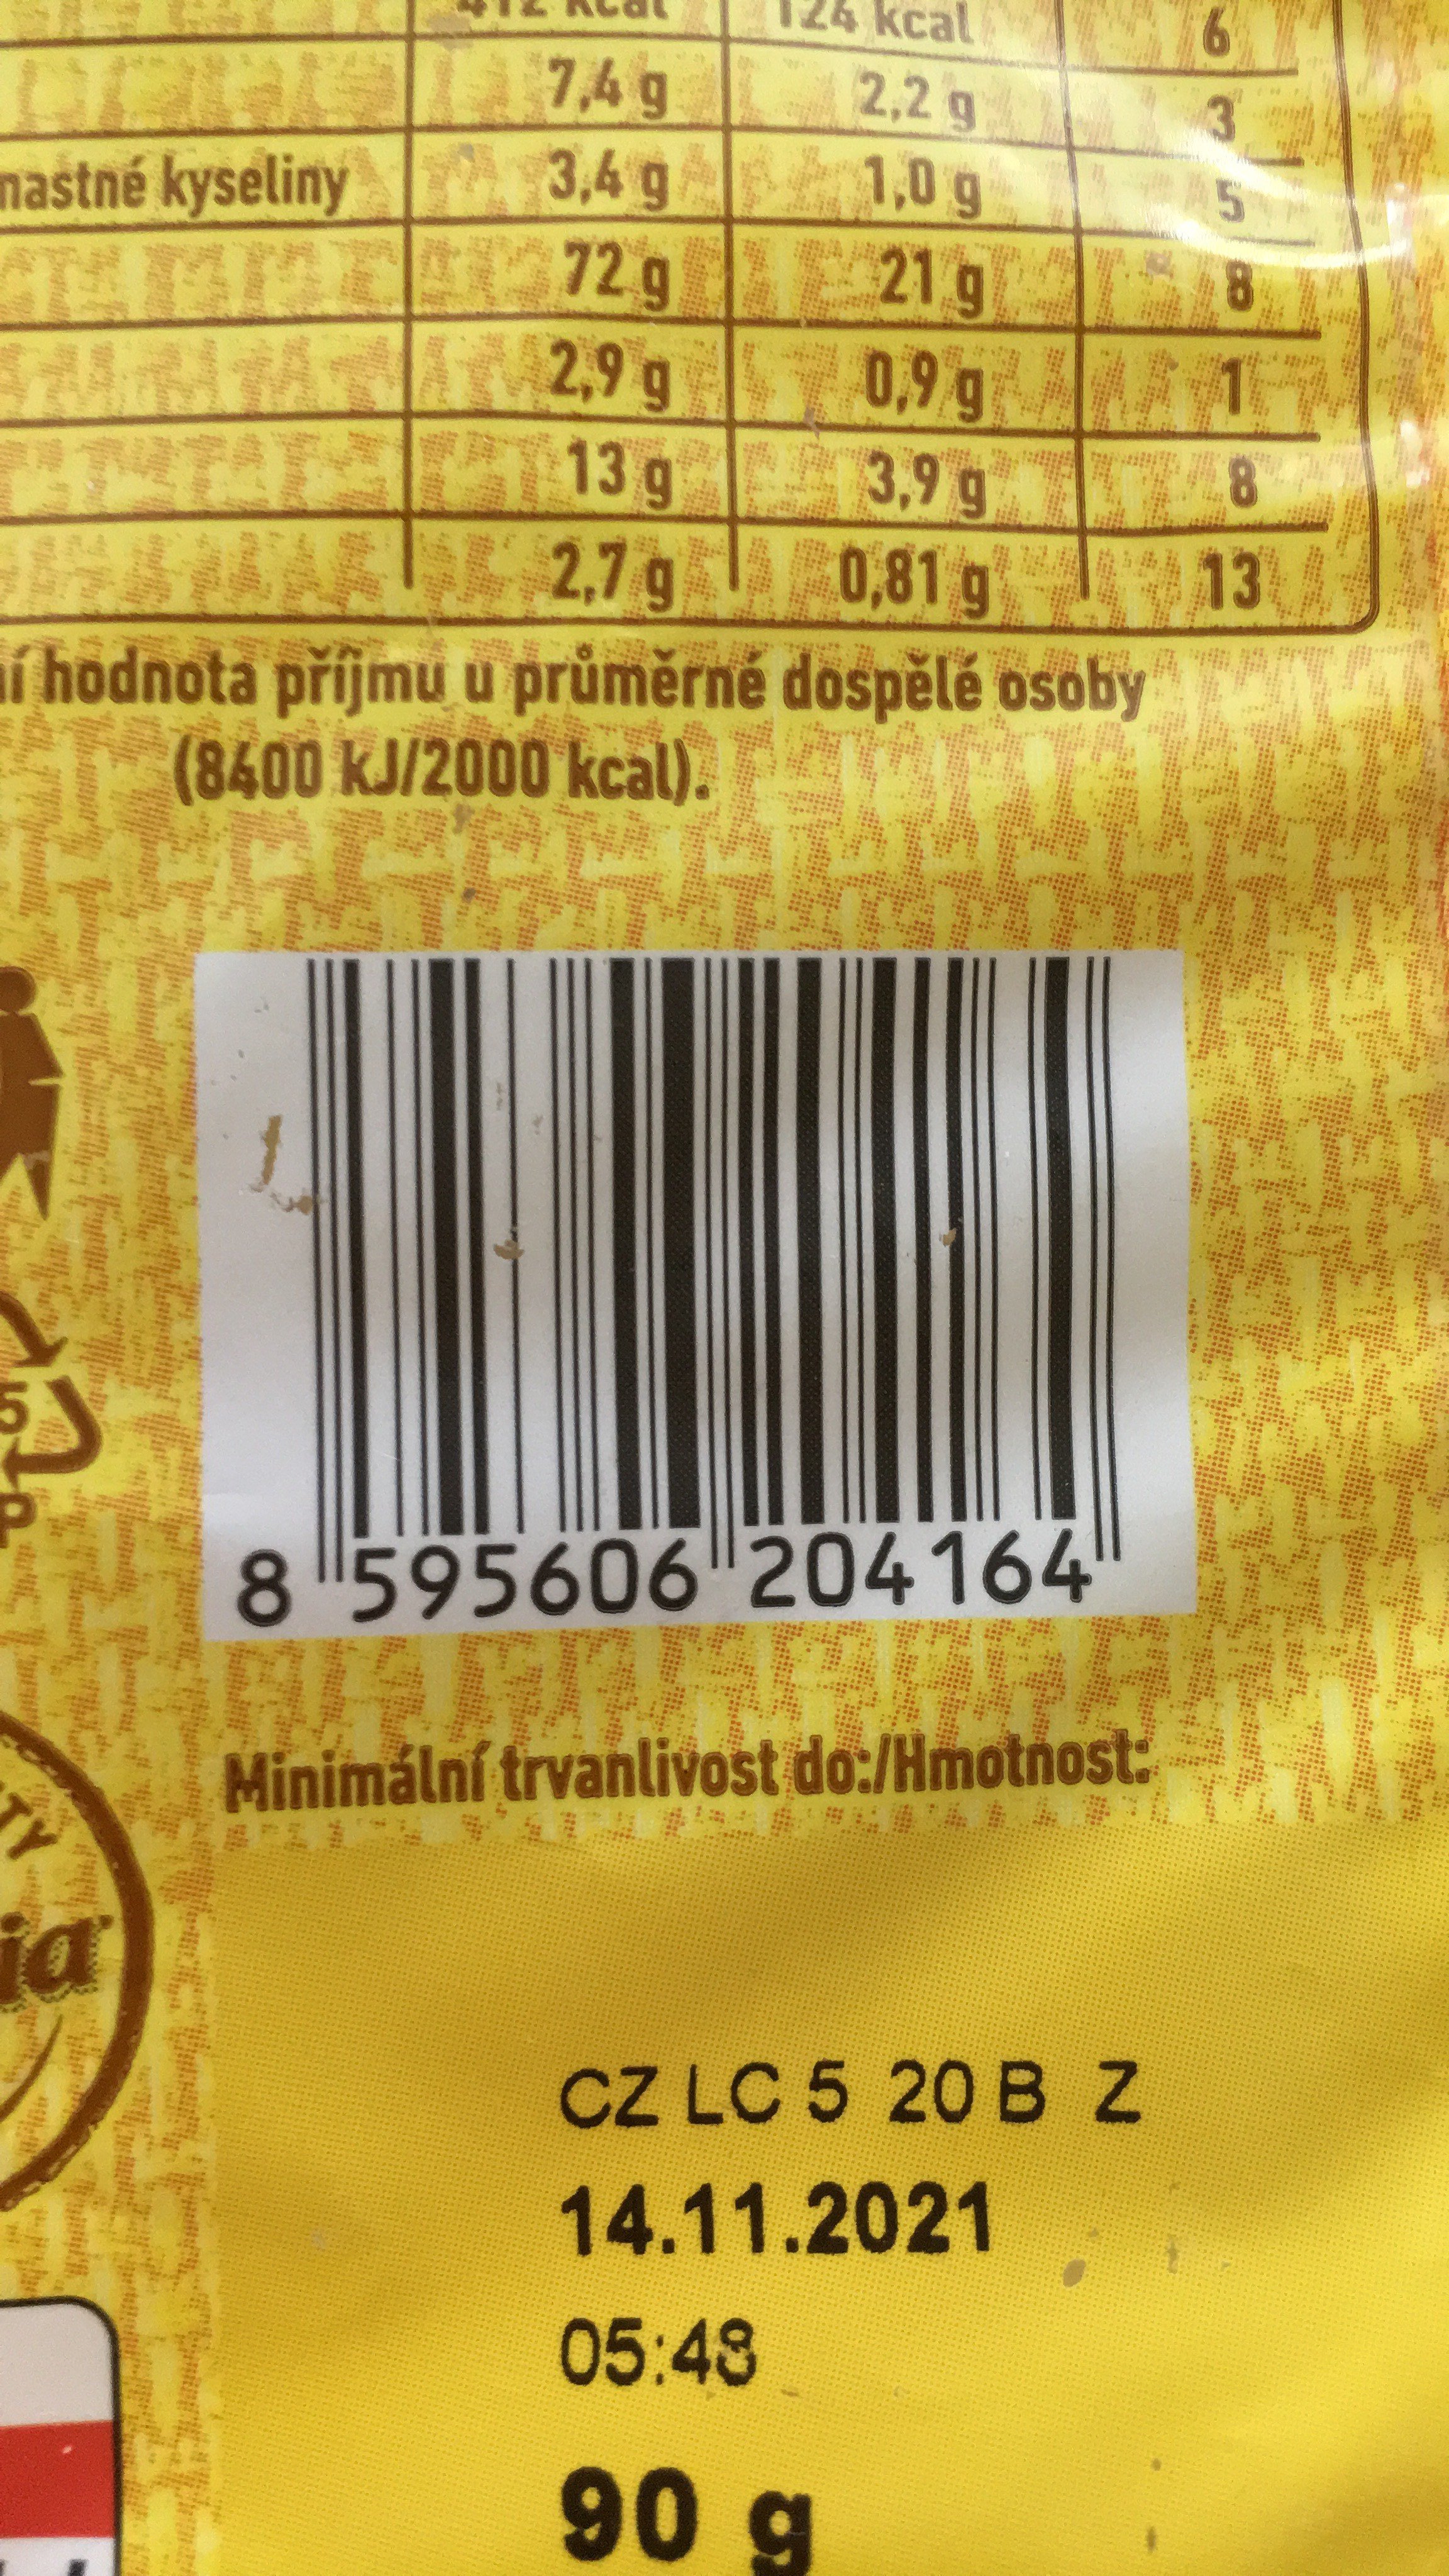 412 kcal 124 kcal 6
7,4 g 2,2 g 3
mastné kyseliny 3,4 g 1,0 g 5
72 g 21 g 8
2,9 g 0,9 g 1
13 g 3,9 g 8
2,7 g 0,81 g 13
í hodnota příjmu u průměrné dospělé osoby
(8400 kJ/2000 kcal).
5
P
8 595606 204164
Minimální trvanlivost do:/Hmotnost:
TY
ia
CZ LC 5 20 B Z
14.11.2021
05:48
90 g